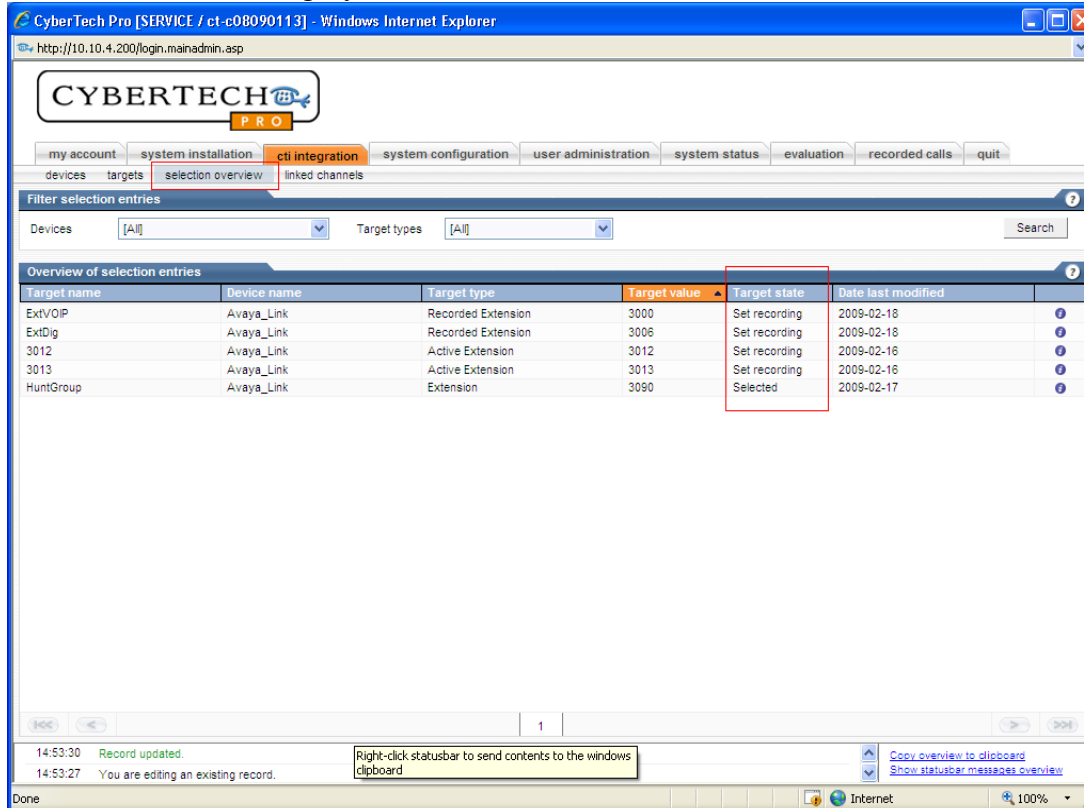 CyberTech Pro [SERVICE / ct-c08090113] - Windows Internet Explorer
http://10.10.4.200/login.mainadmin.asp
CYBERTECH
PRO
my account system installation cti integration system configuration user administration system status evaluation recorded calls quit
devices targets selection overview linked channels
Filter selection entries ?
Devices [All] Target types [All] Search
Overview of selection entries ?
Target name Device name Target type Target value Target state Date last modified
ExtVOIP Avaya_Link Recorded Extension 3000 Set recording 2009-02-18
ExtDig Avaya_Link Recorded Extension 3006 Set recording 2009-02-18
3012 Avaya_Link Active Extension 3012 Set recording 2009-02-16
3013 Avaya_Link Active Extension 3013 Set recording 2009-02-16
HuntGroup Avaya_Link Extension 3090 Selected 2009-02-17
1
14:53:30 Record updated.
14:53:27 You are editing an existing record.
Right-click statusbar to send contents to the windows
clipboard
Copy overview to clipboard
Show statusbar messages overview
Done Internet 100%